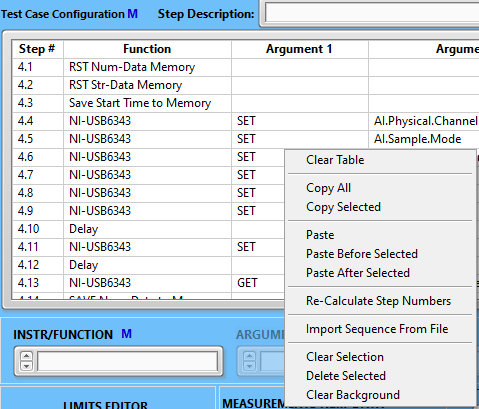 Test Case Configuration M Step Description:
Step # Function Argument 1 Argume
4.1 RST Num-Data Memory
4.2 RST Str-Data Memory
4.3 Save Start Time to Memory
4.4 NI-USB6343 SET AI.Physical.Channel
4.5 NI-USB6343 SET AI.Sample.Mode
4.6 NI-USB6343 SET
4.7 NI-USB6343 SET
4.8 NI-USB6343 SET
4.9 NI-USB6343 SET
4.10 Delay
4.11 NI-USB6343 SET
4.12 Delay
4.13 NI-USB6343 GET
Clear Table
Copy All
Copy Selected
Paste
Paste Before Selected
Paste After Selected
Re-Calculate Step Numbers
Import Sequence From File
Clear Selection
Delete Selected
Clear Background
INSTR/FUNCTION M ARGUME
LIMITS EDITOR